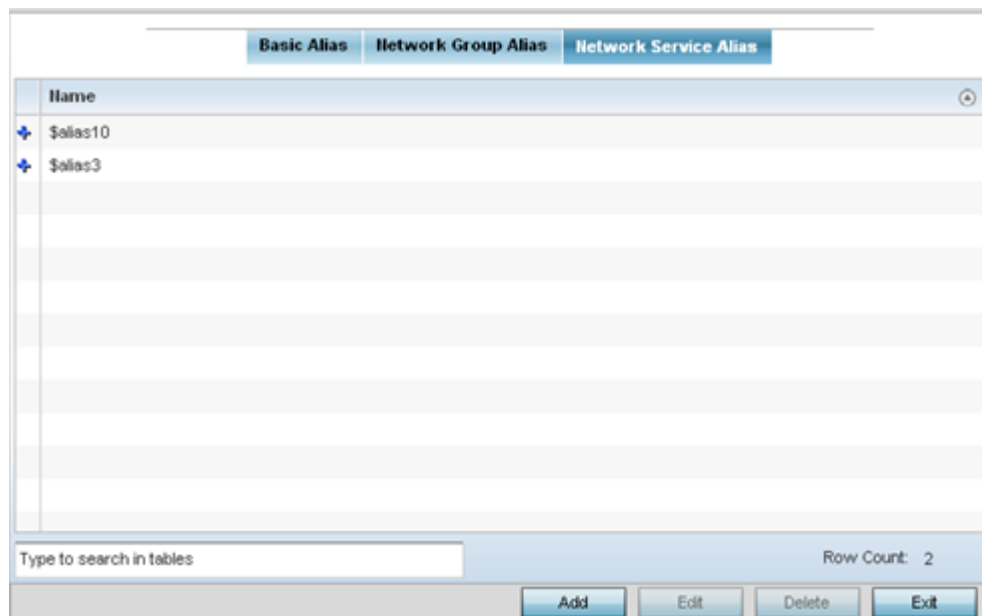 Basic Alias Network Group Alias Network Service Alias
Name
$alias10
$alias3
Type to search in tables Row Count: 2
Add Edit Delete Exit